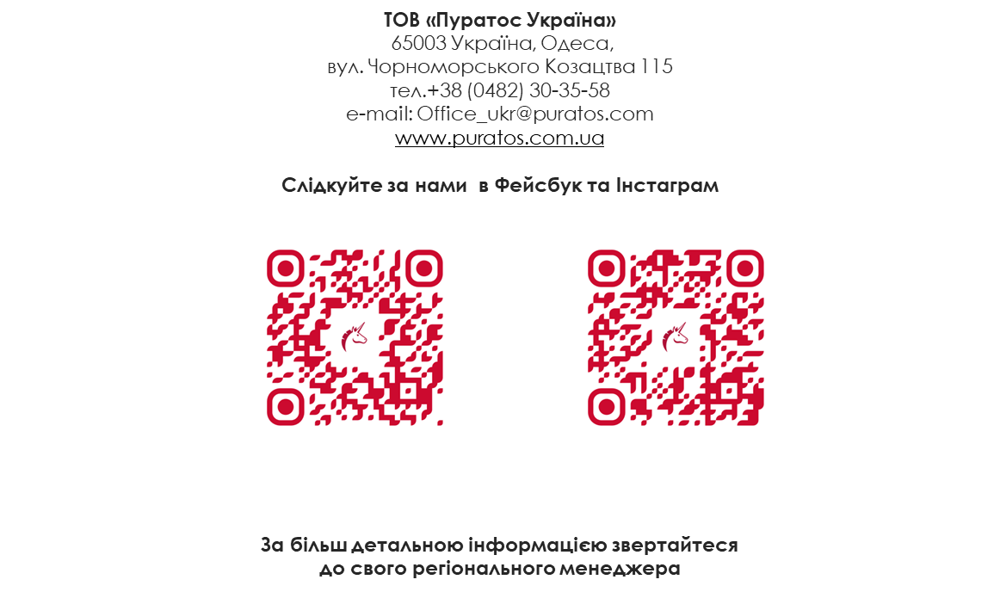 ТОВ «Пуратос Україна»
65003 Україна, Одеса,
вул. Чорноморського Козацтва 115
тел.+38 (0482) 30-35-58
e-mail: Office_ukr@puratos.com
www.puratos.com.ua
Слідкуйте за нами в Фейсбук та Інстаграм
За більш детальною інформацією звертайтеся
до свого регіонального менеджера